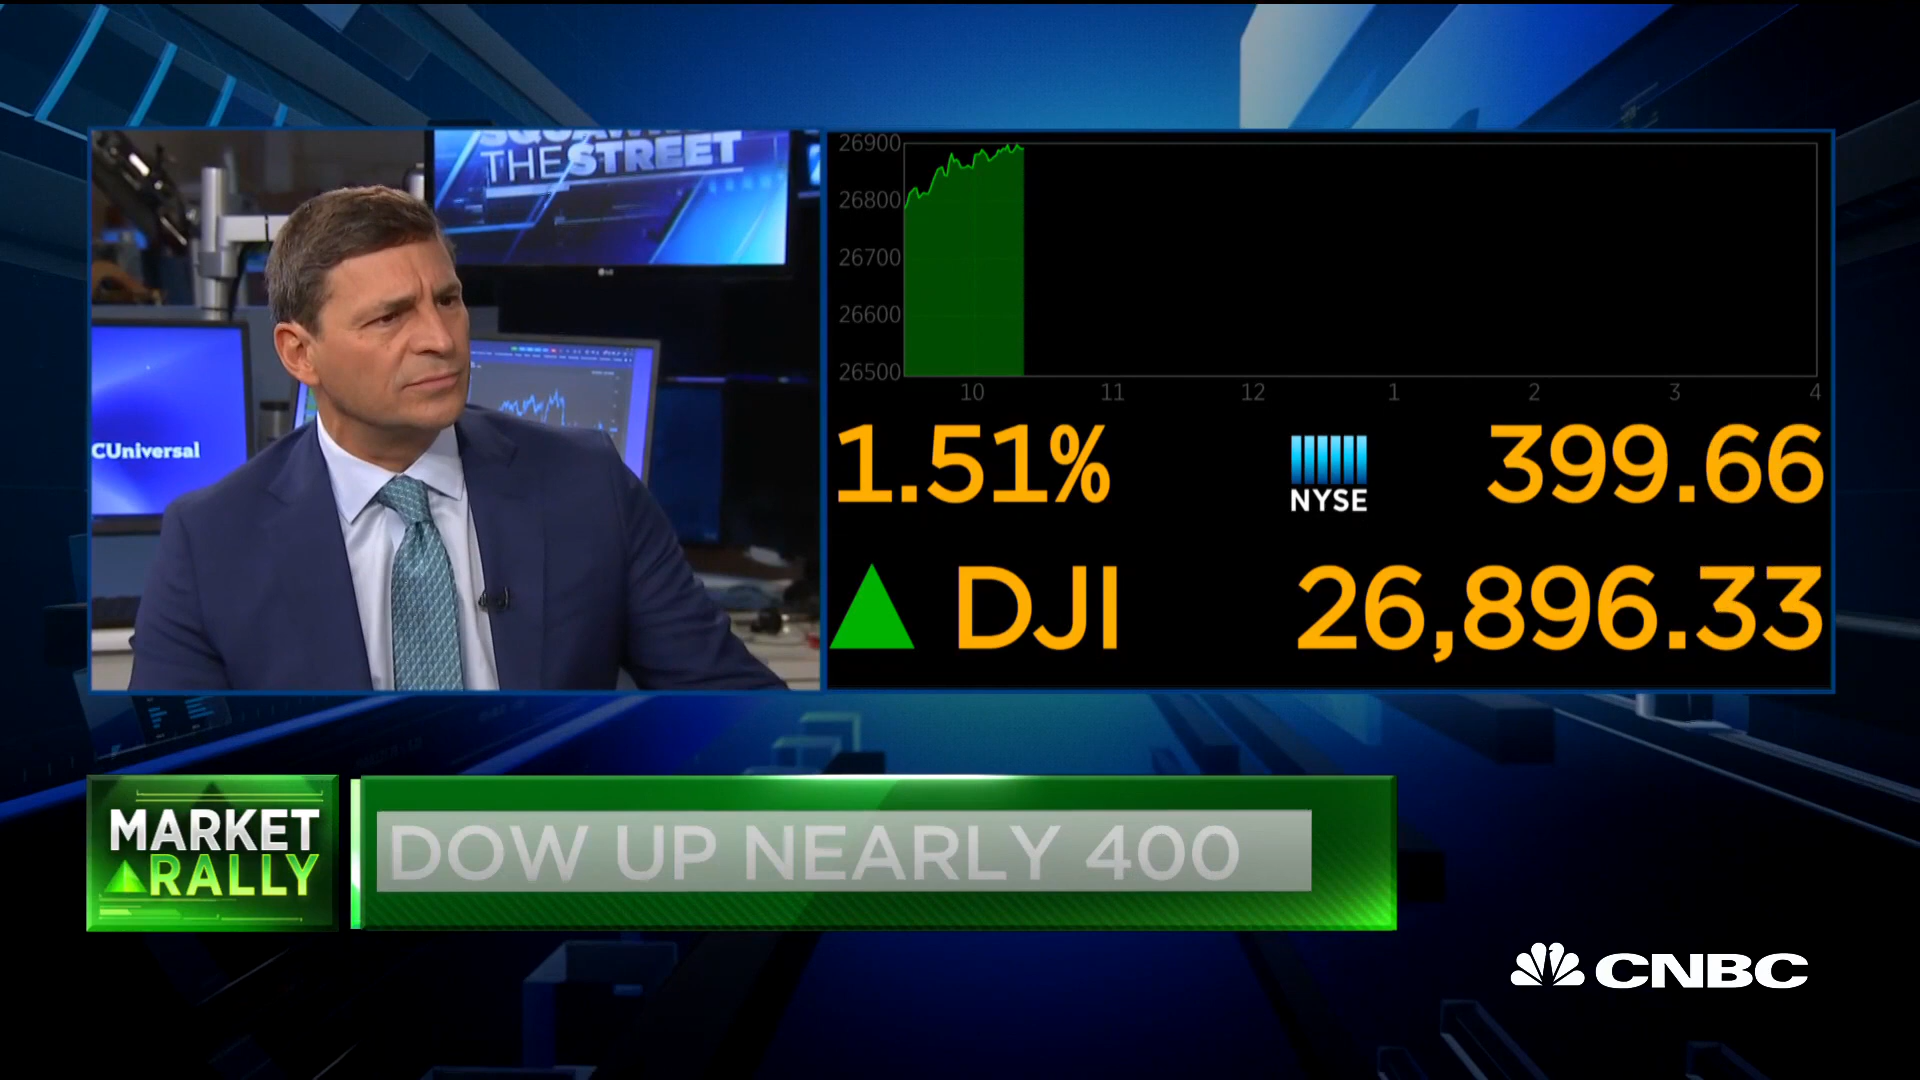 THE STREET
CUniversal
LG
26900
26800
26700
26600
26500
10 11 12 1 2 3 4
1.51% NYSE 399.66
DJI 26,896.33
MARKET
RALLY
DOW UP NEARLY 400
CNBC